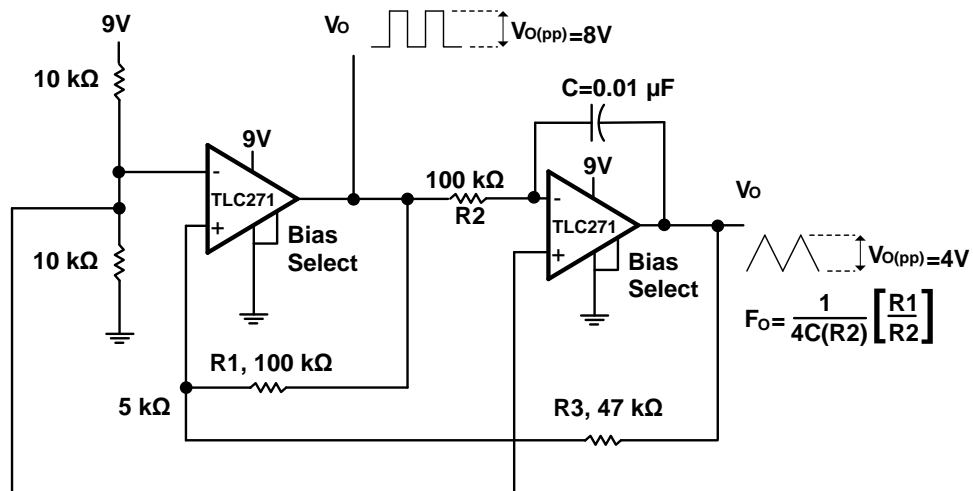 9V
10 kΩ
10 kΩ
VO
VO(pp)=8V
9V
-
TLC271
+
Bias
Select
R1, 100 kΩ
5 kΩ
100 kΩ
R2
C=0.01 µF
9V
-
TLC271
+
Bias
Select
R3, 47 kΩ
VO
VO(pp)=4V
FO= 1/4C(R2) [R1/R2]